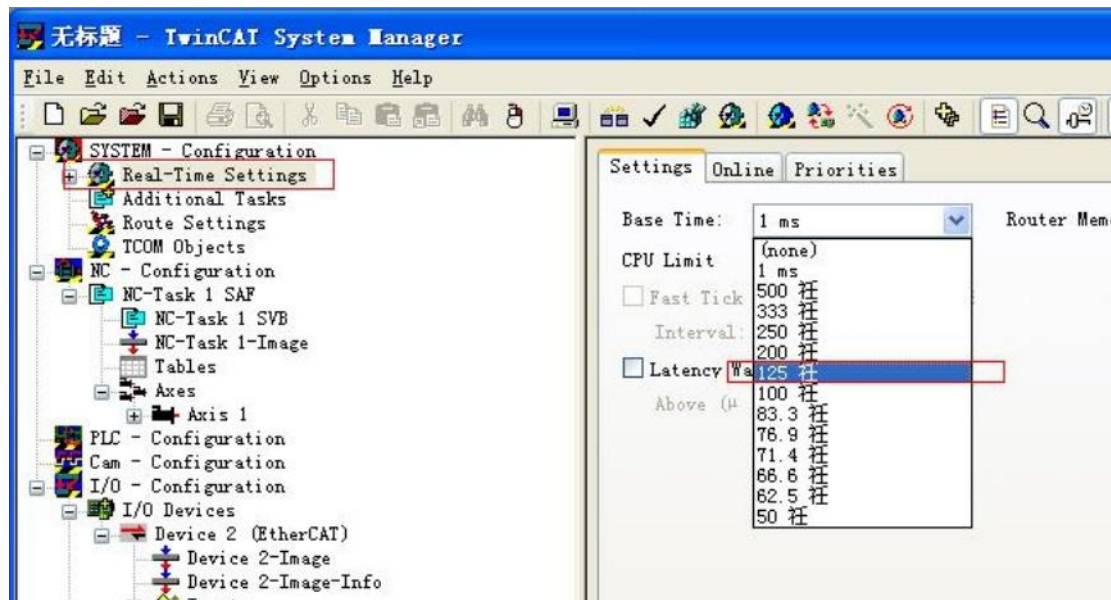 无标题 - TwinCAT System Manager
File Edit Actions View Options Help
SYSTEM - Configuration
Real-Time Settings
Additional Tasks
Route Settings
TCOM Objects
NC - Configuration
NC-Task 1 SAF
NC-Task 1 SVB
NC-Task 1-Image
Tables
Axes
Axis 1
PLC - Configuration
Cam - Configuration
I/O - Configuration
I/O Devices
Device 2 (EtherCAT)
Device 2-Image
Device 2-Image-Info
Settings Online Priorities
Base Time: 1 ms Router Mem
CPU Limit
Fast Tick
Interval:
Latency Wa
Above (μ
(none)
1 ms
500 祍
333 祍
250 祍
200 祍
125 祍
100 祍
83.3 祍
76.9 祍
71.4 祍
66.6 祍
62.5 祍
50 祍